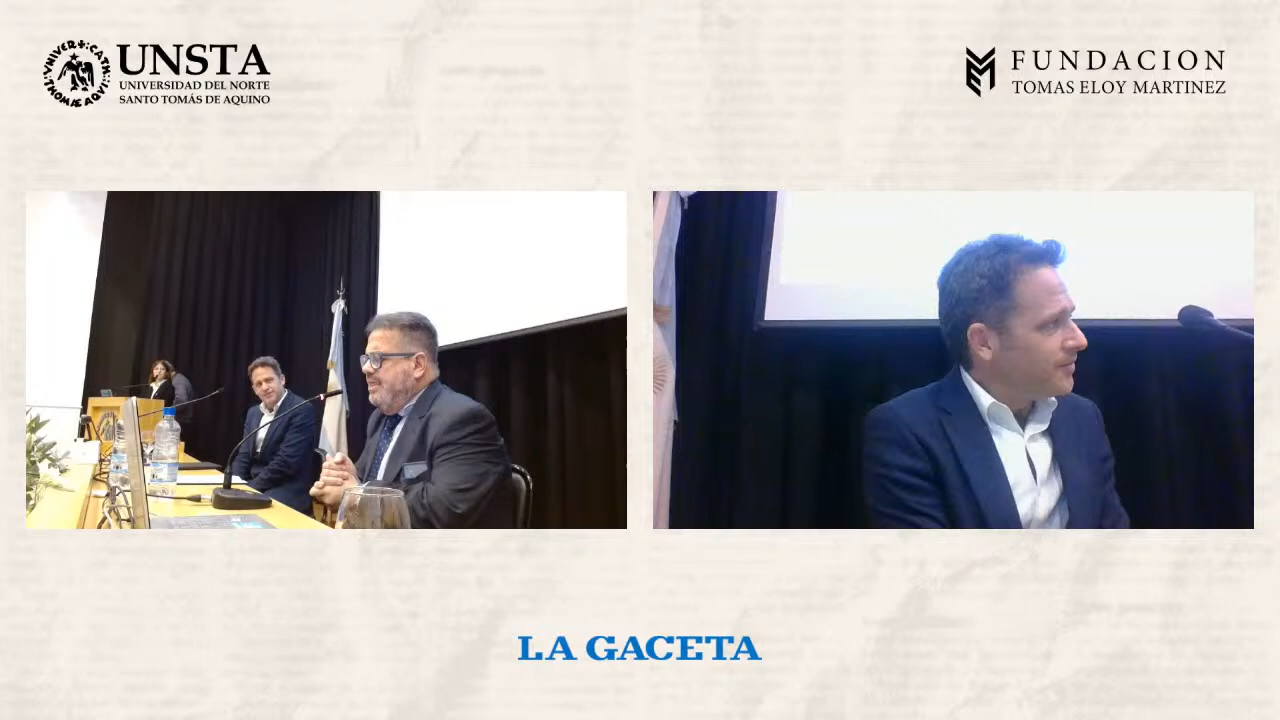 UNSTA
UNIVERSIDAD DEL NORTE
SANTO TOMÁS DE AQUINO
FUNDACION
TOMAS ELOY MARTINEZ
LA GACETA